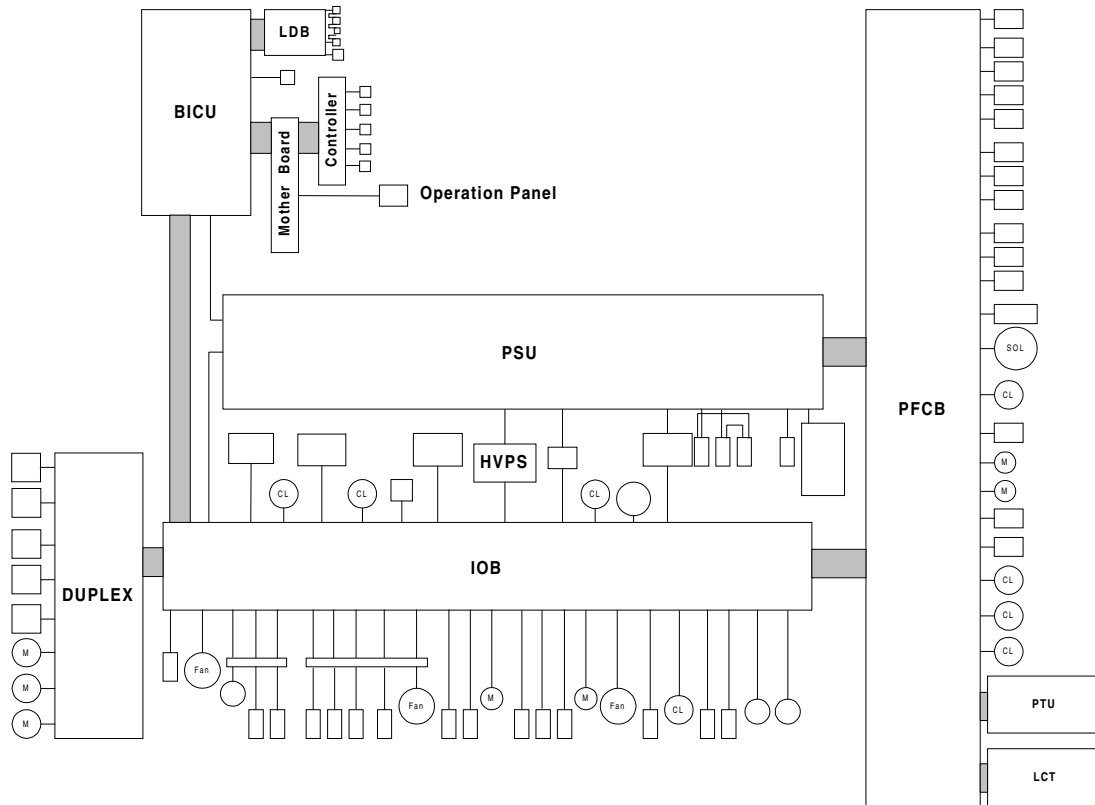 LDB
BICU
Controller
Mother Board
Operation Panel
PSU
SOL
CL
PFCB
M
M
HVPS
CL
CL
CL
IOB
DUPLEX
CL
CL
CL
M
M
M
Fan
Fan
M
M
Fan
CL
PTU
LCT